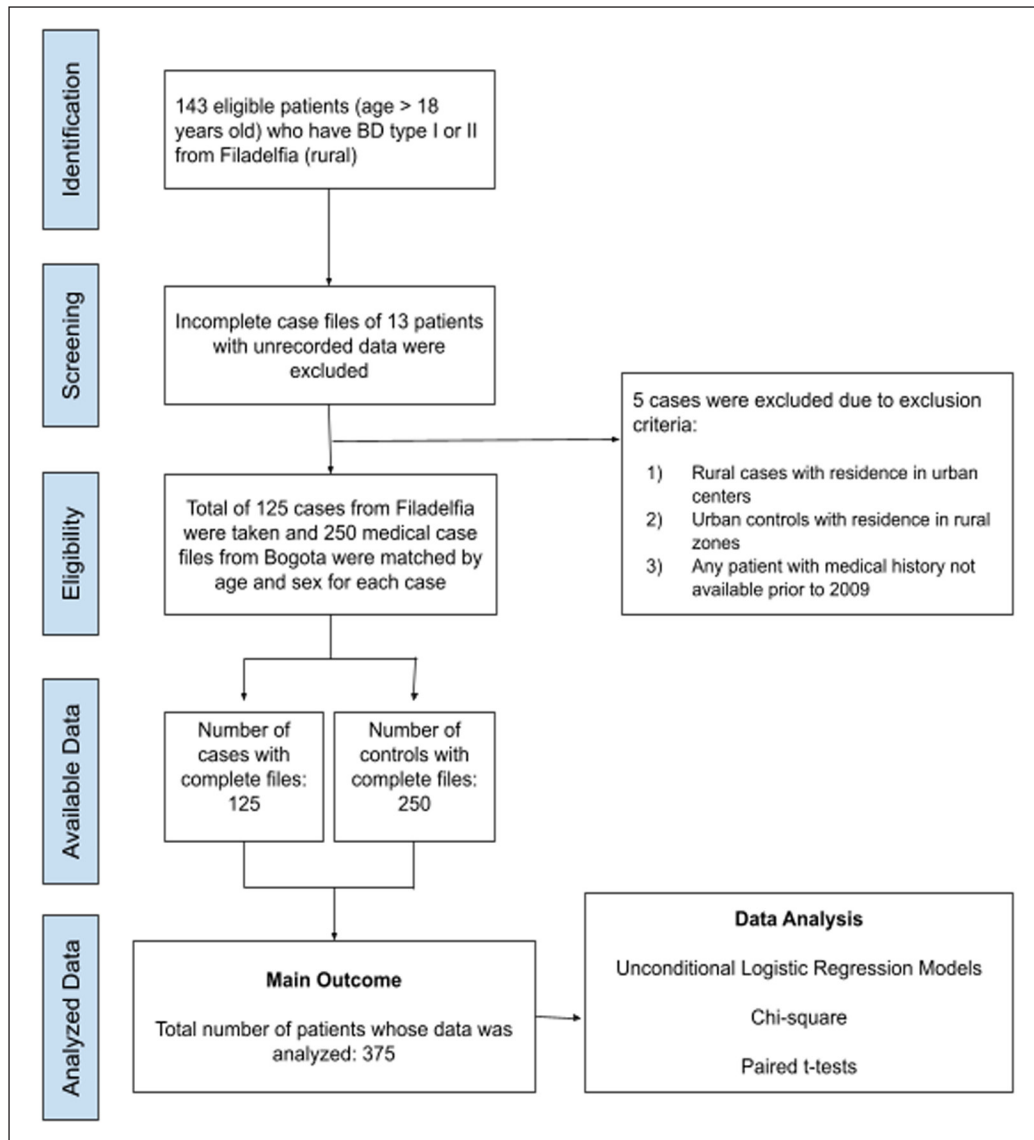 Identification
143 eligible patients (age > 18
years old) who have BD type I or II
from Filadelfia (rural)
Screening
Incomplete case files of 13 patients
with unrecorded data were
excluded
5 cases were excluded due to exclusion
criteria:
1) Rural cases with residence in urban
centers
2) Urban controls with residence in rural
zones
3) Any patient with medical history not
available prior to 2009
Eligibility
Total of 125 cases from Filadelfia
were taken and 250 medical case
files from Bogota were matched by
age and sex for each case
Available Data
Number of
cases with
complete files:
125
Number of
controls with
complete files:
250
Analyzed Data
Main Outcome
Total number of patients whose data was
analyzed: 375
Data Analysis
Unconditional Logistic Regression Models
Chi-square
Paired t-tests